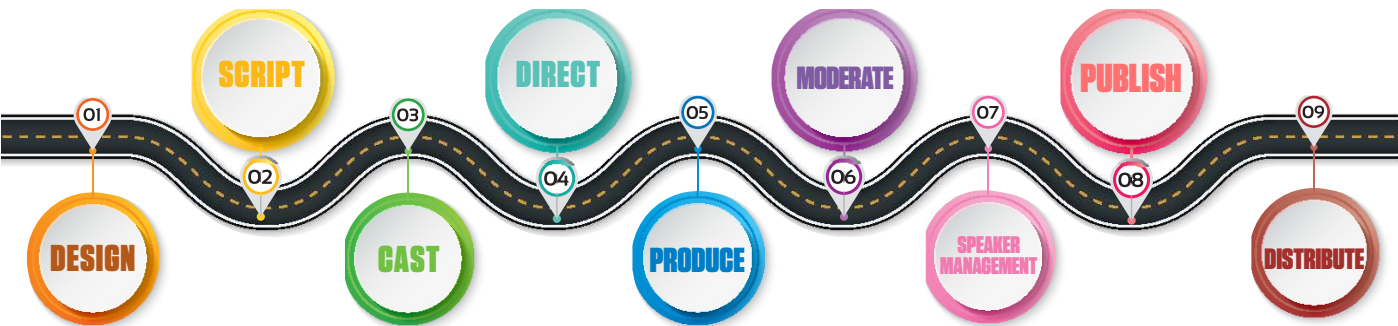 01
DESIGN
02
SCRIPT
03
CAST
04
DIRECT
05
PRODUCE
06
MODERATE
07
SPEAKER
MANAGEMENT
08
PUBLISH
09
DISTRIBUTE